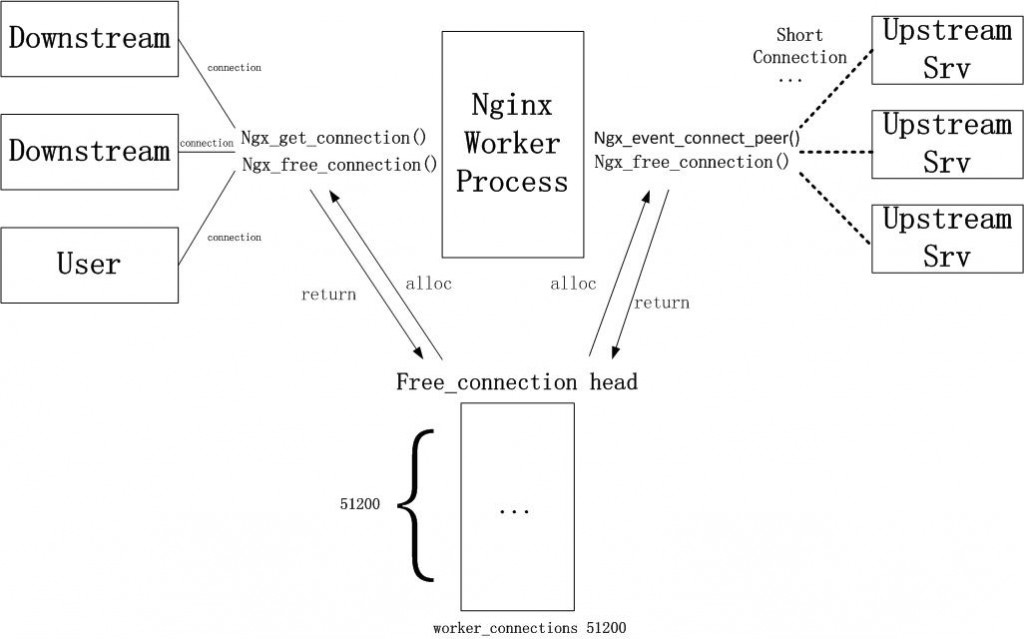 Downstream
connection
Downstream
connection
User
connection
Ngx_get_connection()
Ngx_free_connection()
Nginx
Worker
Process
Ngx_event_connect_peer()
Ngx_free_connection()
Short
Connection
...
Upstream
Srv
Upstream
Srv
Upstream
Srv
return
alloc
alloc
return
Free_connection head
51200
...
worker_connections 51200